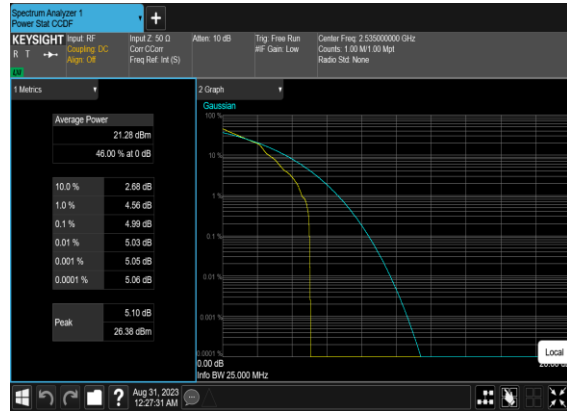 Spectrum Analyzer 1
Power Stat CCDF
+
KEYSIGHT
R T
LXI
Input: RF
Coupling: DC
Align: Off
Input Z: 50 Ω
Corr CCorr
Freq Ref: Int (S)
Atten: 10 dB
Trig: Free Run
#IF Gain: Low
Center Freq: 2.535000000 GHz
Counts: 1.00 M/1.00 Mpt
Radio Std: None
1 Metrics
Average Power
21.28 dBm
46.00 % at 0 dB
10.0 % 2.68 dB
1.0 % 4.56 dB
0.1 % 4.99 dB
0.01 % 5.03 dB
0.001 % 5.05 dB
0.0001 % 5.06 dB
Peak
5.10 dB
26.38 dBm
2 Graph
Gaussian
100 %
10 %
1 %
0.1 %
0.01 %
0.001 %
0.0001 %
0.00 dB
Info BW 25.000 MHz
Local
?
Aug 31, 2023
12:27:31 AM